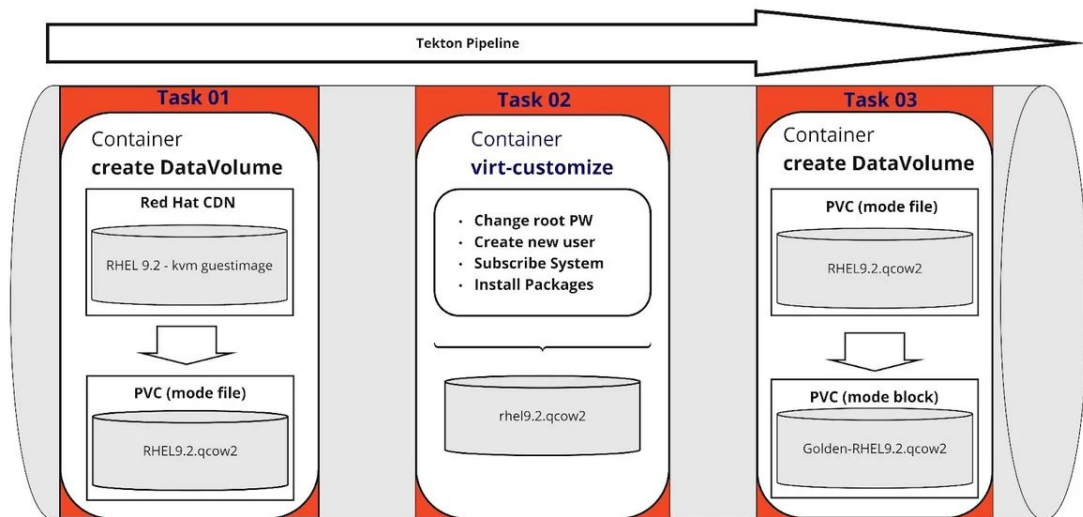 Tekton Pipeline
Task 01
Container
create DataVolume
Red Hat CDN
RHEL 9.2 - kvm guestimage
PVC (mode file)
RHEL9.2.qcow2
Task 02
Container
virt-customize
· Change root PW
· Create new user
· Subscribe System
· Install Packages
rhel9.2.qcow2
Task 03
Container
create DataVolume
PVC (mode file)
RHEL9.2.qcow2
PVC (mode block)
Golden-RHEL9.2.qcow2